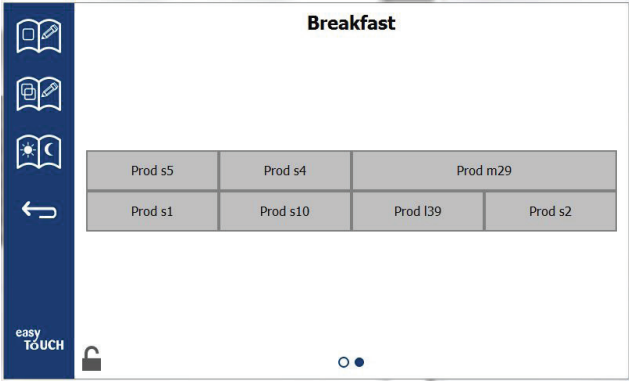 Breakfast
Prod s5 Prod s4 Prod m29
Prod s1 Prod s10 Prod l39 Prod s2
easy
TOUCH